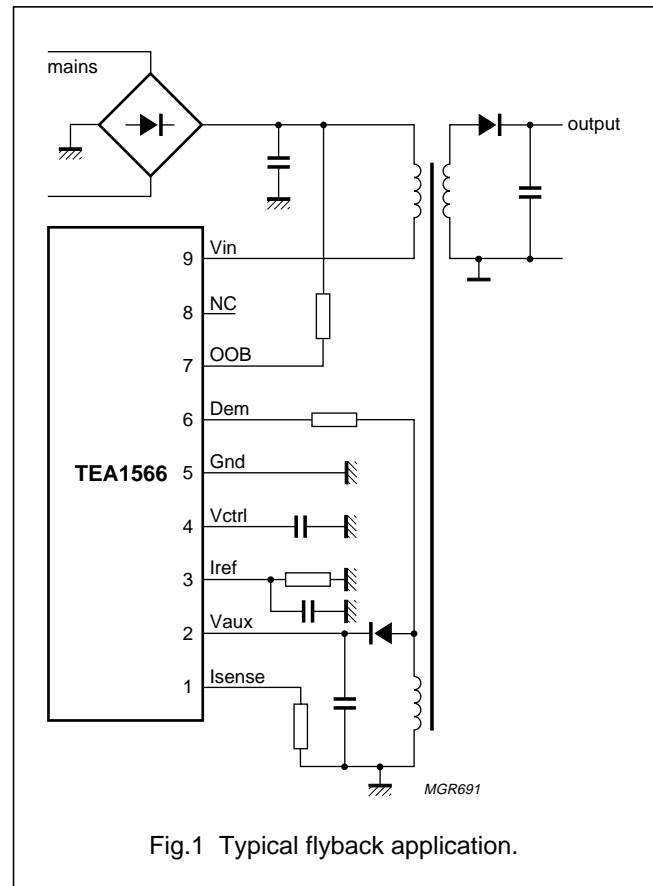 mains
output
9 Vin
8 NC
7 OOB
6 Dem
TEA1566
5 Gnd
4 Vctrl
3 Iref
2 Vaux
1 Isense
MGR691
Fig.1 Typical flyback application.